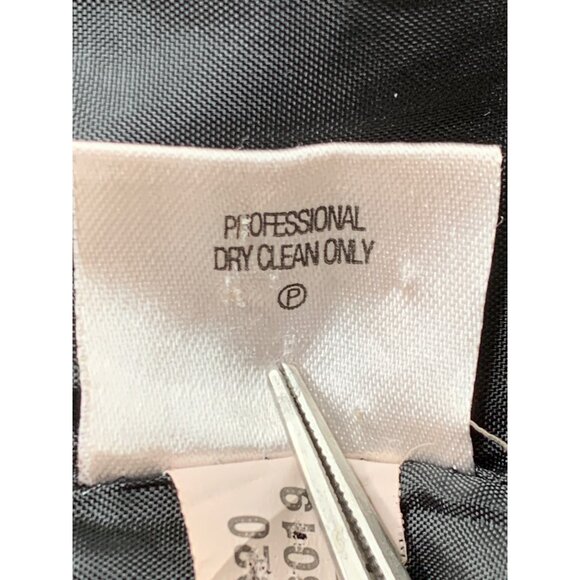 PROFESSIONAL
DRY CLEAN ONLY
Ⓟ